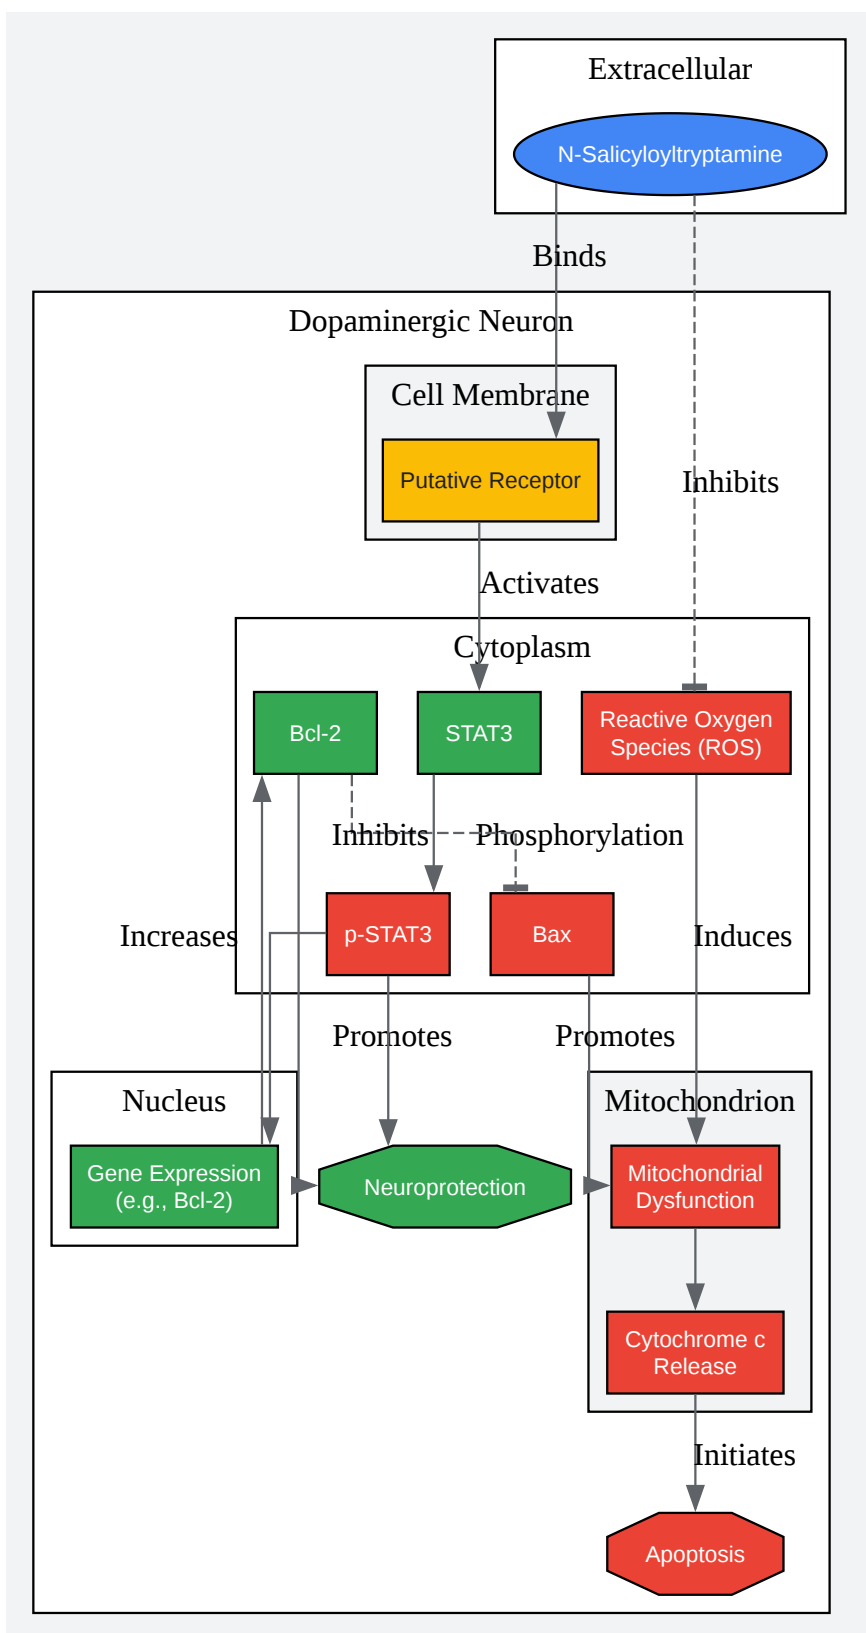 Extracellular
N-Salicyloyltryptamine
Binds
Dopaminergic Neuron
Cell Membrane
Putative Receptor
Inhibits
Activates
Cytoplasm
Bcl-2
STAT3
Reactive Oxygen
Species (ROS)
Inhibits
Phosphorylation
p-STAT3
Bax
Increases
Induces
Promotes
Promotes
Nucleus
Mitochondrion
Gene Expression
(e.g., Bcl-2)
Neuroprotection
Mitochondrial
Dysfunction
Cytochrome c
Release
Initiates
Apoptosis